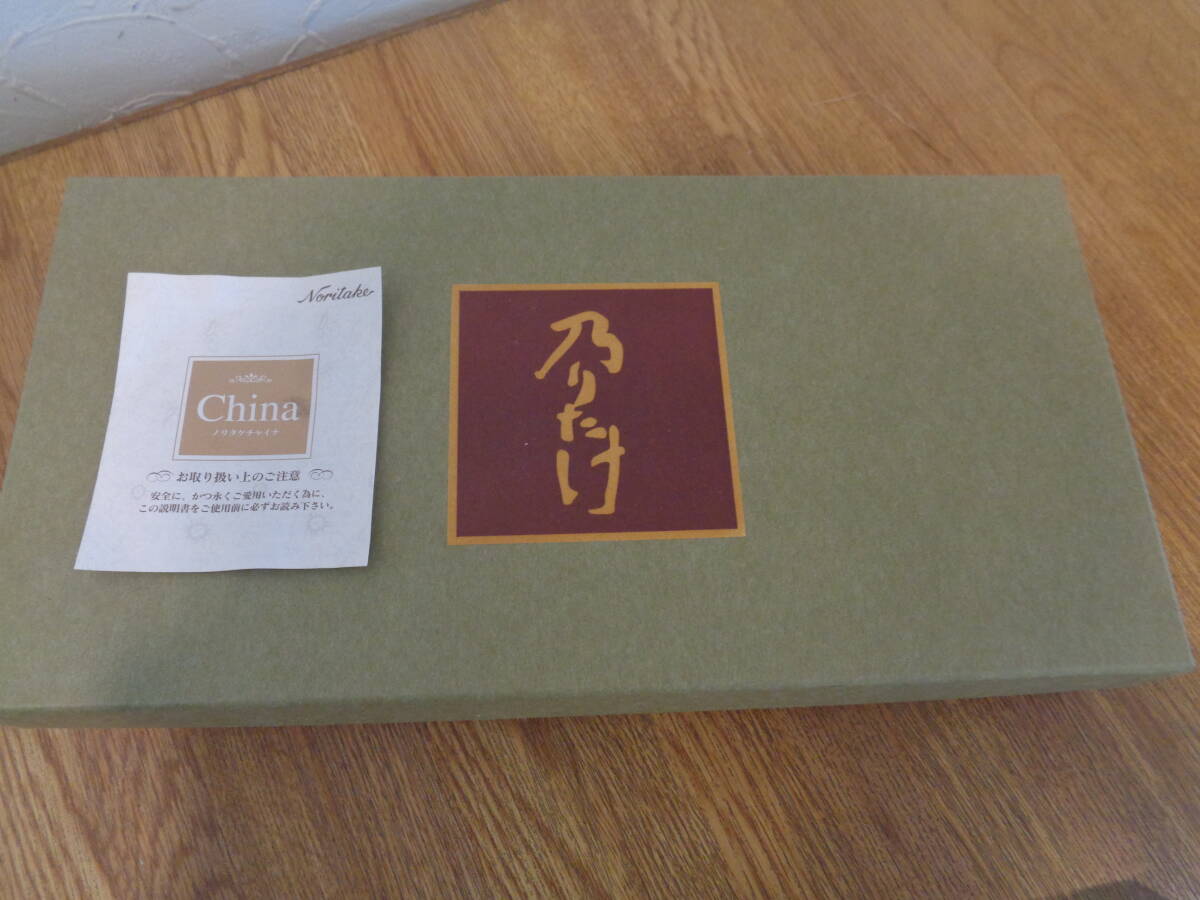 Noritake
China
ノリタケチャイナ
お取り扱い上のご注意
安全に、かつ永くご愛用いただく為に、
この説明書をご使用前に必ずお読み下さい。
乃りたけ